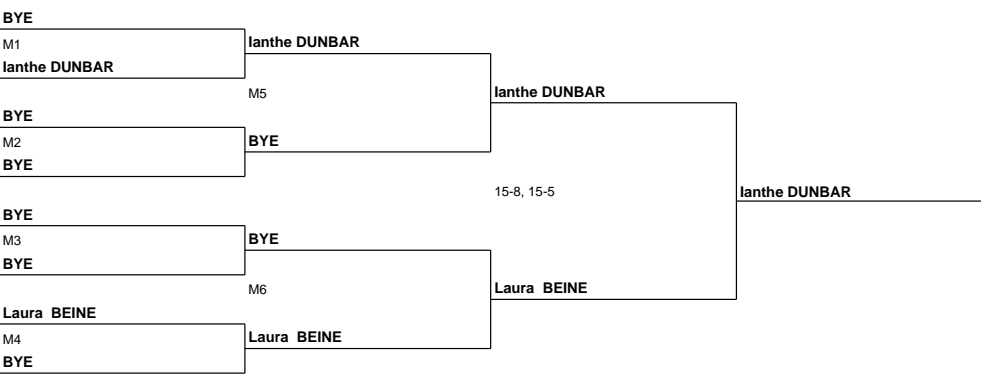 BYE
M1
Ianthe DUNBAR
Ianthe DUNBAR
M5
Ianthe DUNBAR
BYE
M2
BYE
BYE
15-8, 15-5
Ianthe DUNBAR
BYE
M3
BYE
BYE
M6
Laura BEINE
Laura BEINE
M4
BYE
Laura BEINE